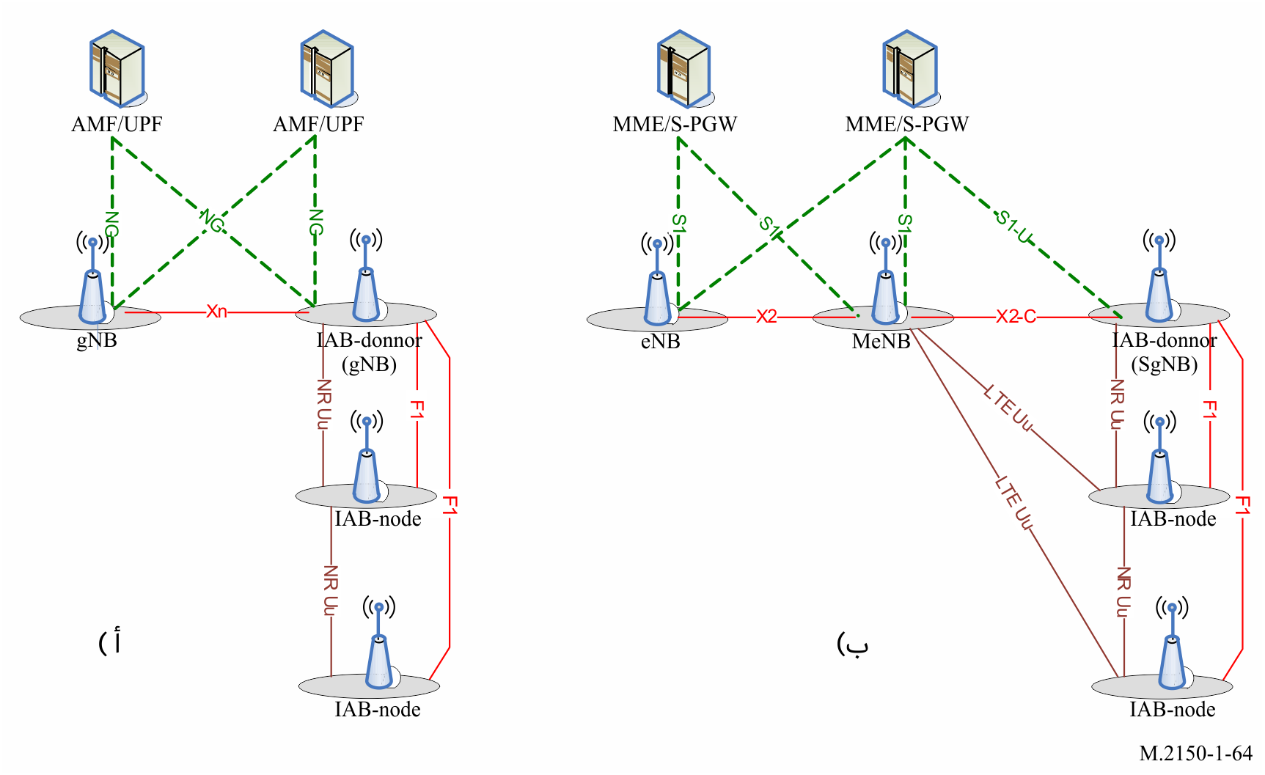 AMF/UPF
AMF/UPF
NG
NG
NG
gNB
Xn
IAB-donnor
(gNB)
NR Uu
F1
F1
IAB-node
NR Uu
IAB-node
أ )
MME/S-PGW
MME/S-PGW
S1
S1
S1
S1-U
eNB
X2
MeNB
X2-C
IAB-donnor
(SgNB)
LTE Uu
LTE Uu
NR Uu
F1
F1
IAB-node
NR Uu
IAB-node
ب)
M.2150-1-64